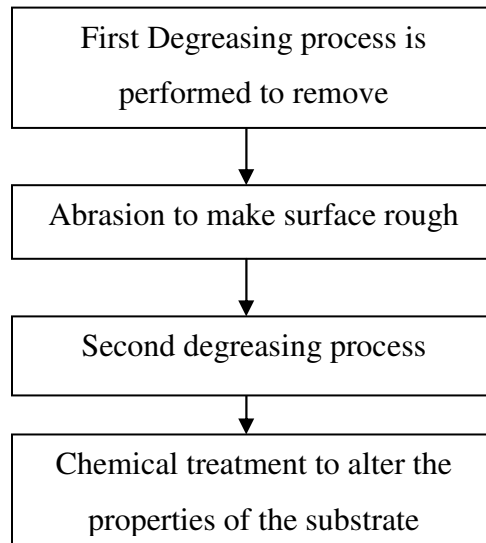 First Degreasing process is
performed to remove
Abrasion to make surface rough
Second degreasing process
Chemical treatment to alter the
properties of the substrate